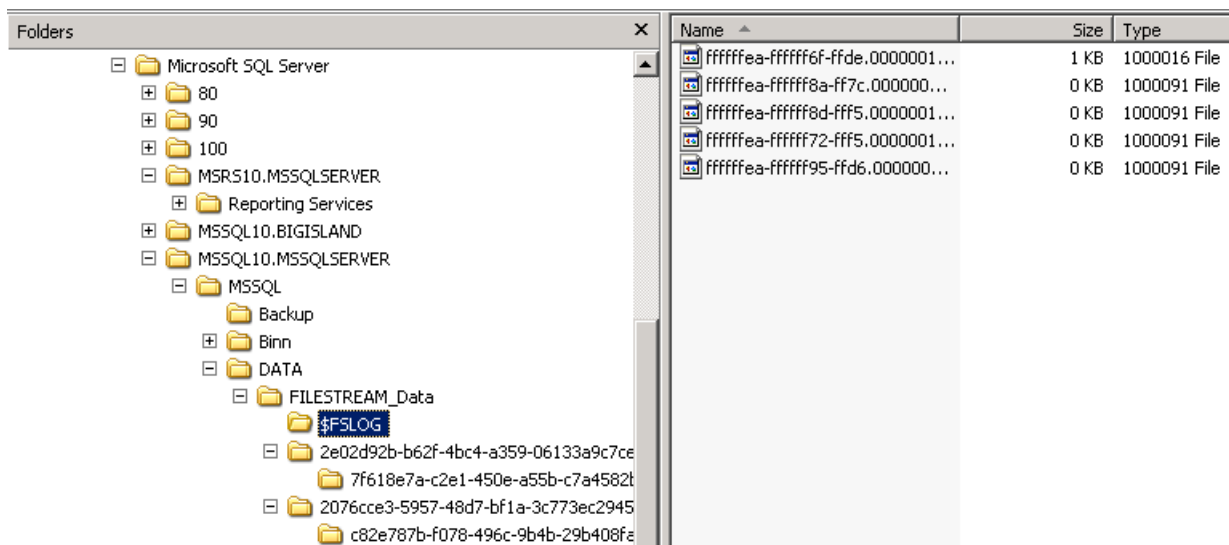 Folders
Microsoft SQL Server
80
90
100
MSRS10.MSSQLSERVER
Reporting Services
MSSQL10.BIGISLAND
MSSQL10.MSSQLSERVER
MSSQL
Backup
Binn
DATA
FILESTREAM_Data
$FSLOG
2e02d92b-b62f-4bc4-a359-06133a9c7ce
7f618e7a-c2e1-450e-a55b-c7a4582b
2076cce3-5957-48d7-bf1a-3c773ec2945
c82e787b-f078-496c-9b4b-29b408fa
Name Size Type
ffffffea-ffffff6f-ffde.0000001... 1 KB 1000016 File
ffffffea-ffffff8a-ff7c.000000... 0 KB 1000091 File
ffffffea-ffffff8d-fff5.0000001... 0 KB 1000091 File
ffffffea-ffffff72-fff5.0000001... 0 KB 1000091 File
ffffffea-ffffff95-ffd6.000000... 0 KB 1000091 File